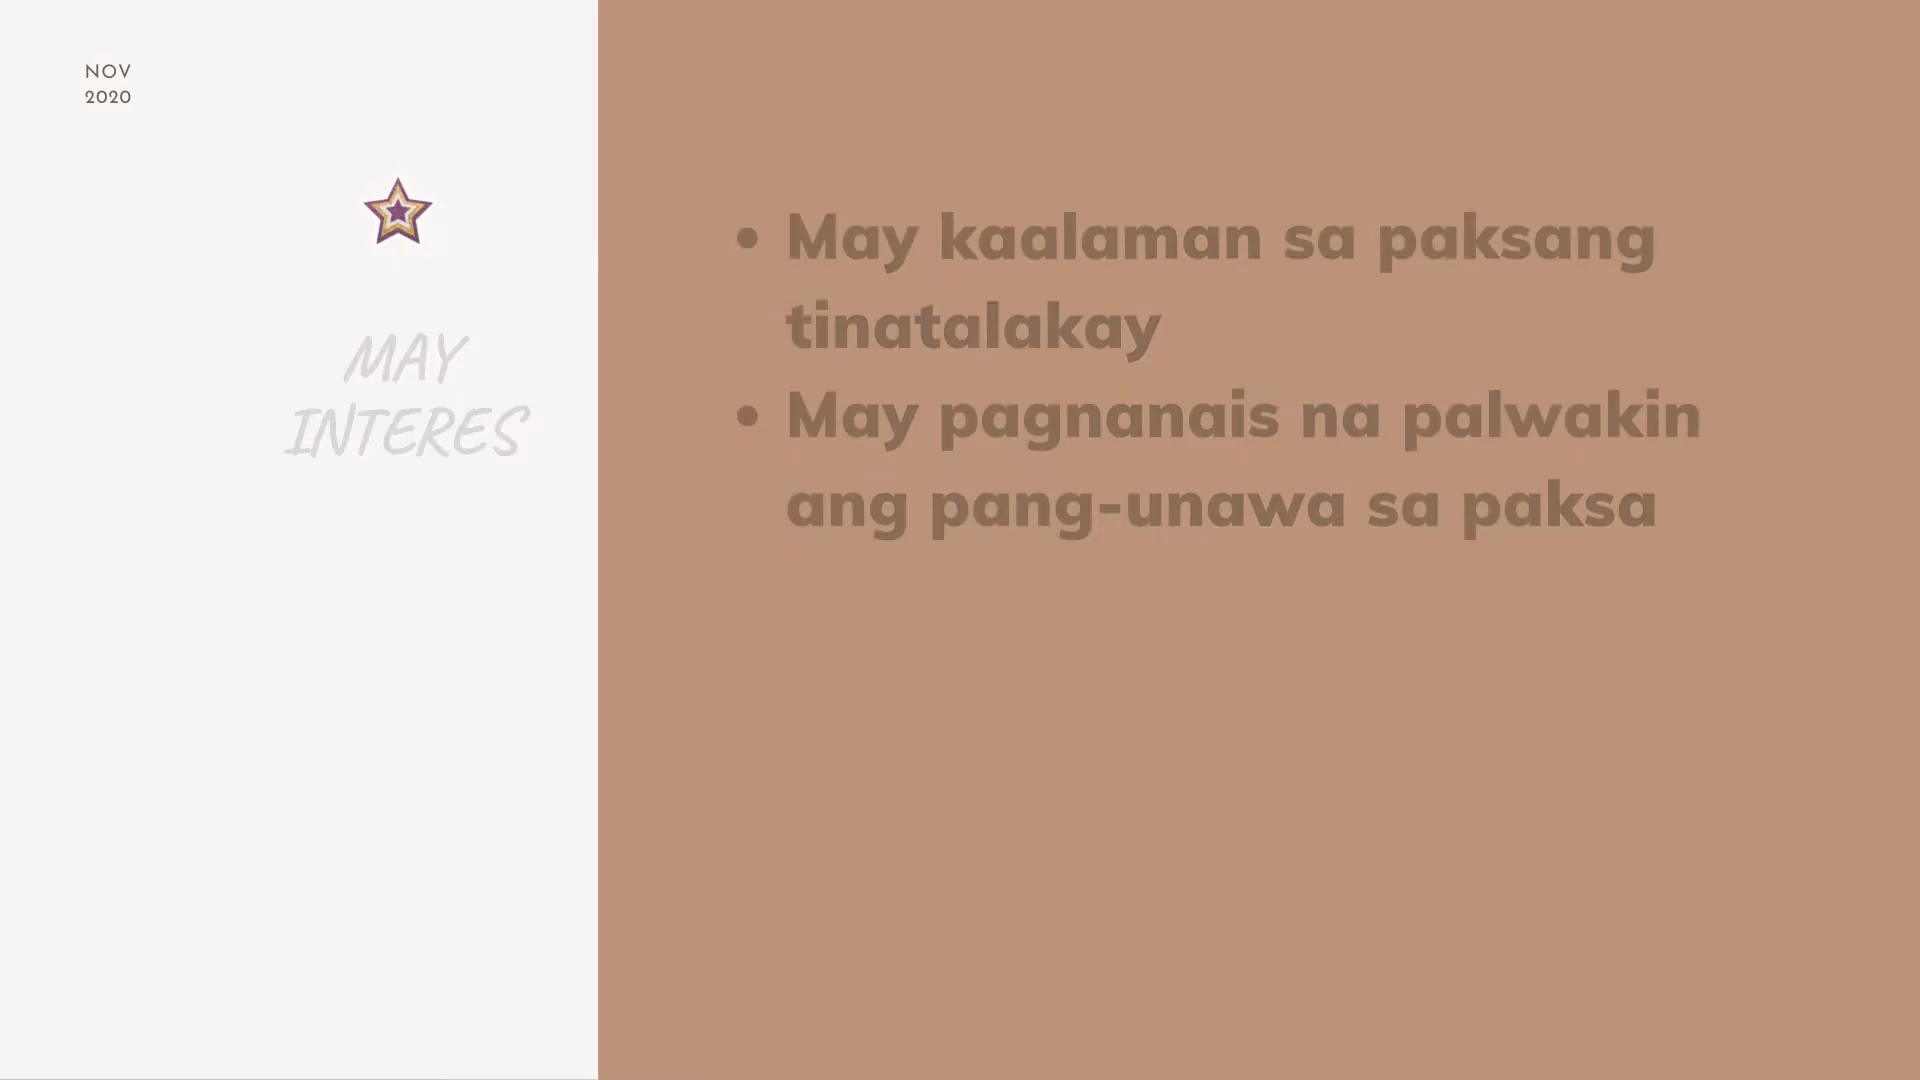 NOV
2020
MAY
INTERES
• May kaalaman sa paksang
tinatalakay
• May pagnanais na palwakin
ang pang-unawa sa paksa